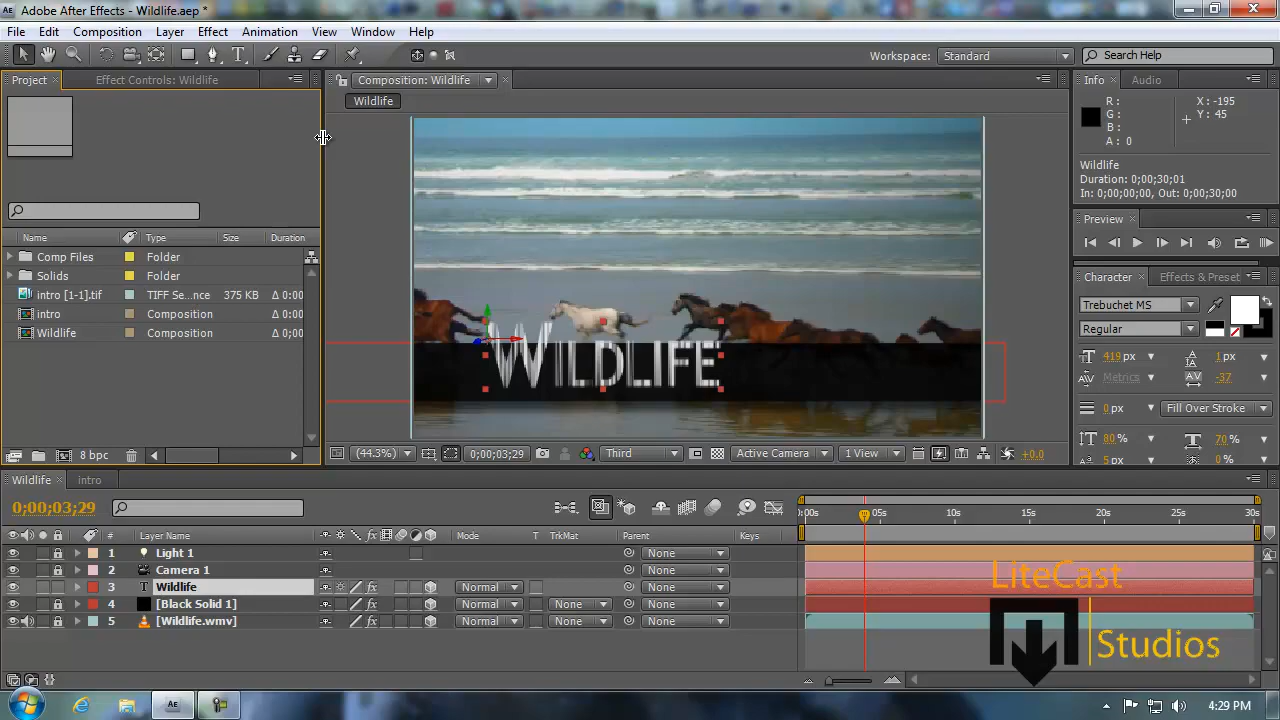 Adobe After Effects - Wildlife.aep *
File Edit Composition Layer Effect Animation View Window Help
Workspace: Standard Search Help
Project Effect Controls: Wildlife Composition: Wildlife Info Audio
Wildlife
R : X : -195
G : Y : 45
B :
A : 0
Wildlife
Duration: 0;00;30;01
In: 0;00;00;00, Out: 0;00;30;00
Preview
Name Type Size Duration
Comp Files Folder
Solids Folder
intro [1-1].tif TIFF Se...nce 375 KB Δ 0:00
intro Composition Δ 0;00
Wildlife Composition Δ 0;00
WILDLIFE
Character Effects & Preset
Trebuchet MS
Regular
419 px 1 px
Metrics -37
0 px Fill Over Stroke
80 % 70 %
5 px 0 %
8 bpc
(44.3%) 0;00;03;29 Third Active Camera 1 View +0.0
Wildlife intro
0;00;03;29
# Layer Name Mode T TrkMat Parent Keys
0s 05s 10s 15s 20s 25s 30s
1 Light 1 None
2 Camera 1 None
3 T Wildlife Normal None
4 [Black Solid 1] Normal None None
5 [Wildlife.wmv] Normal None None
LiteCast
Studios
4:29 PM